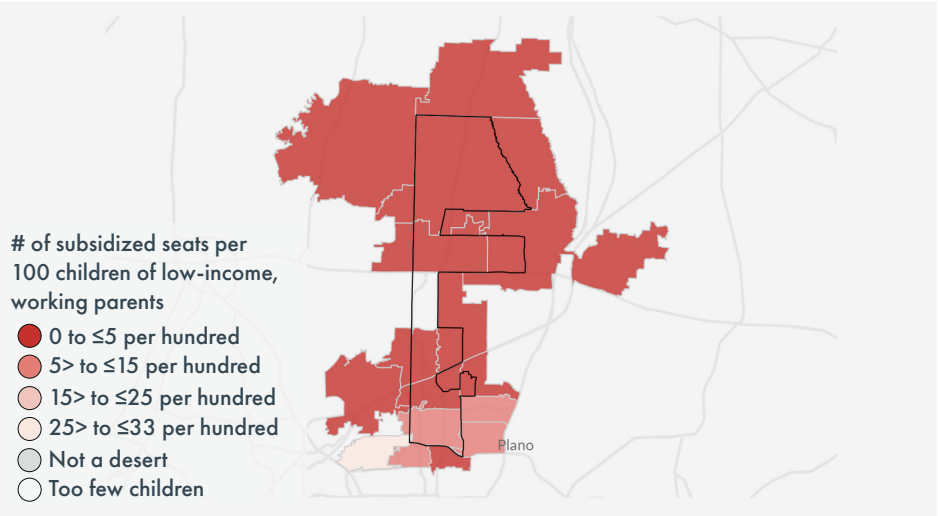 # of subsidized seats per
100 children of low-income,
working parents
0 to ≤5 per hundred
5> to ≤15 per hundred
15> to ≤25 per hundred
25> to ≤33 per hundred
Not a desert
Too few children
Plano